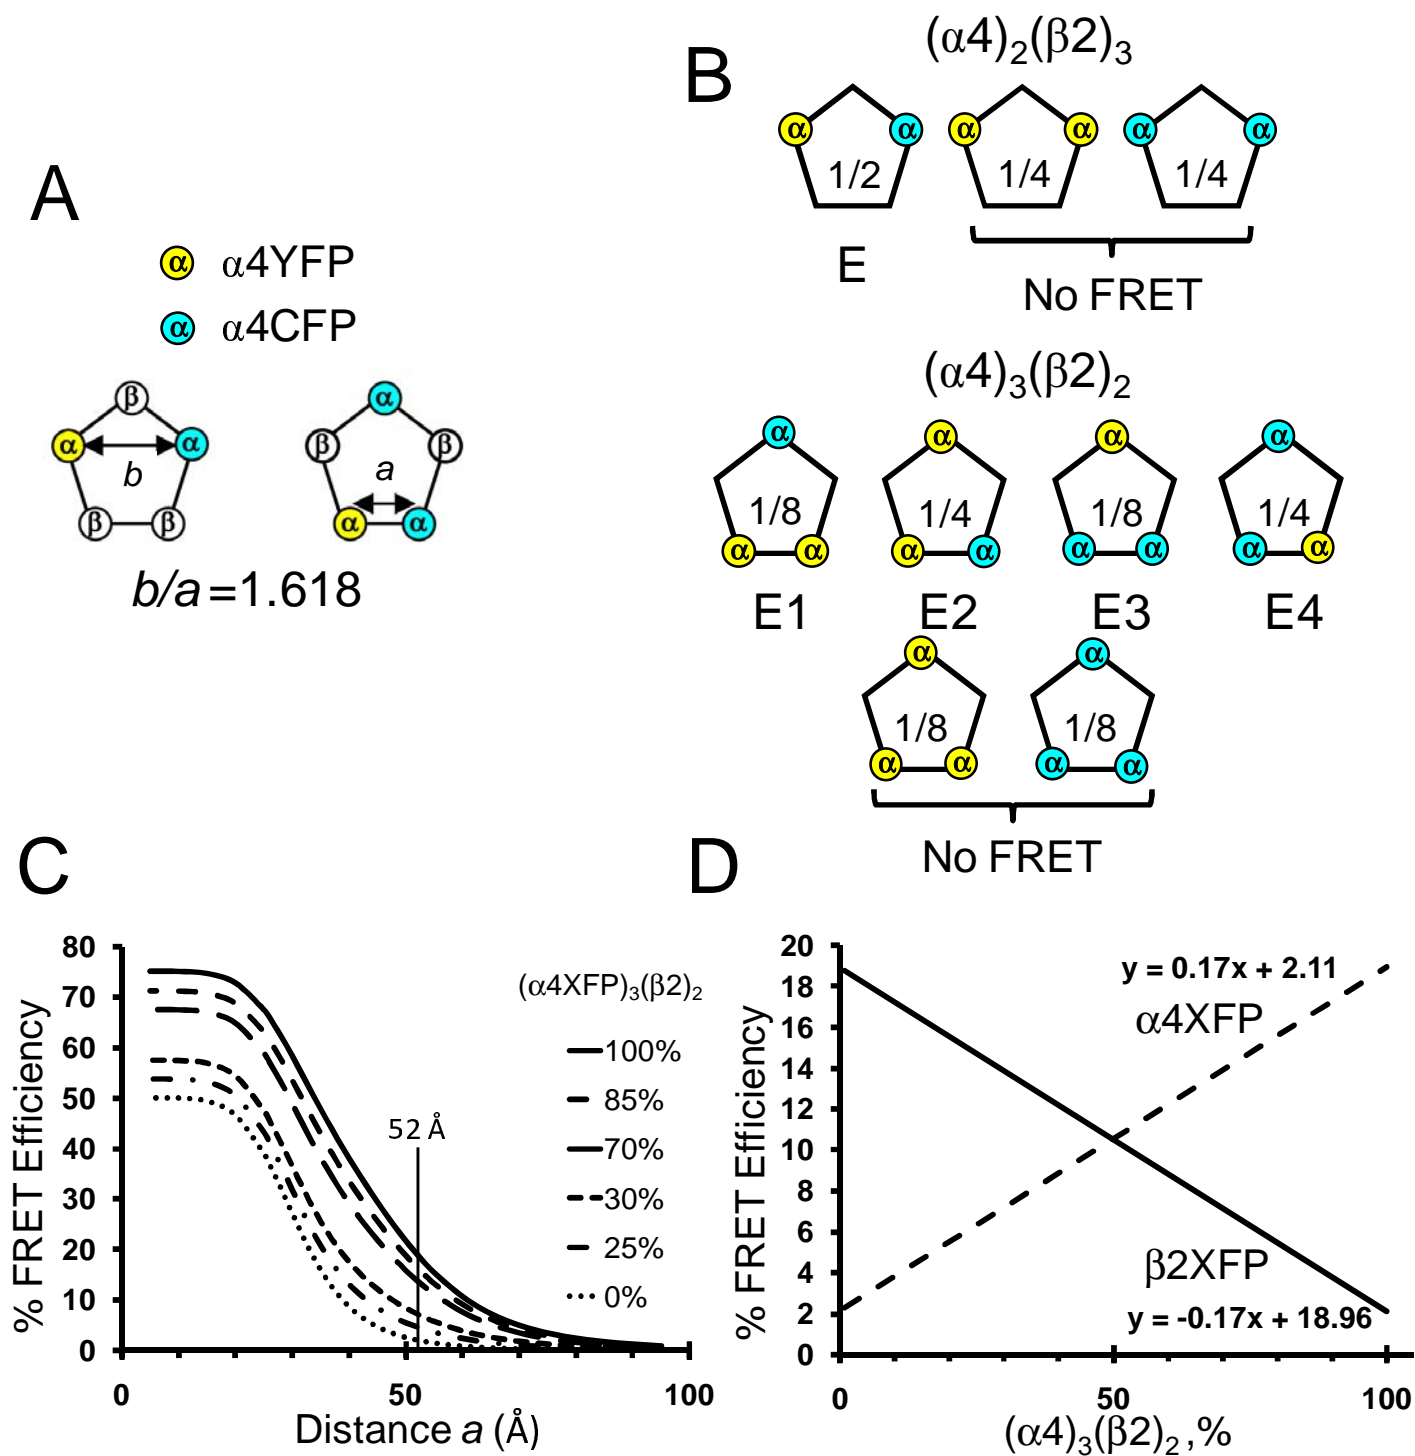 A
α α4YFP
α α4CFP
β
α α
b
β β
α
β β
a
α α
b/a =1.618
B
(α4)₂(β2)₃
α α α α α α
1/2 1/4 1/4
E
No FRET
(α4)₃(β2)₂
α α α α
1/8 1/4 1/8 1/4
α α α α α α α α
E1 E2 E3 E4
α α
1/8 1/8
α α α α
No FRET
C
% FRET Efficiency
80
70
60
50
40
30
20
10
0
0 50 100
Distance a (Å)
52 Å
(α4XFP)₃(β2)₂
100%
85%
70%
30%
25%
0%
D
% FRET Efficiency
20
18
16
14
12
10
8
6
4
2
0
0 50 100
(α4)₃(β2)₂ ,%
y = 0.17x + 2.11
α4XFP
β2XFP
y = -0.17x + 18.96